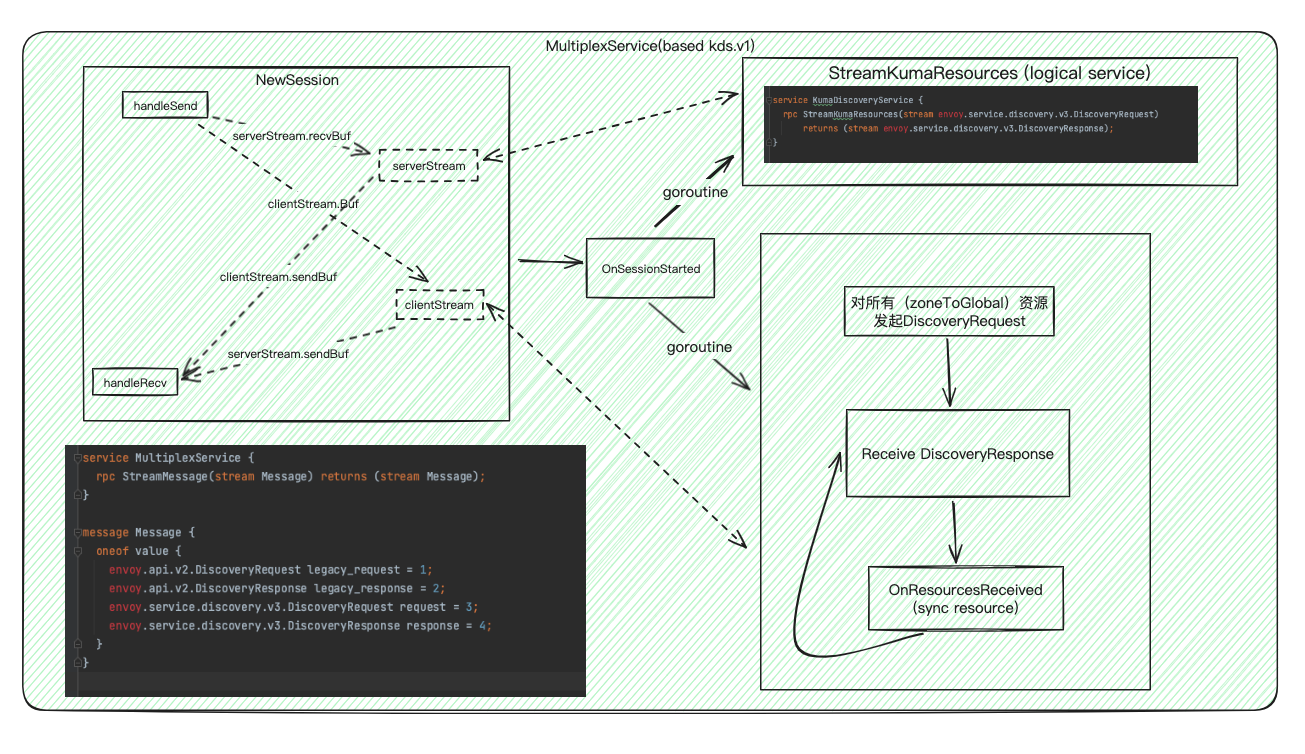 MultiplexService(based kds.v1)
NewSession
handleSend
serverStream.recvBuf
serverStream
clientStream.Buf
clientStream.sendBuf
clientStream
serverStream.sendBuf
handleRecv
OnSessionStarted
goroutine
goroutine
StreamKumaResources (logical service)
service KumaDiscoveryService {
rpc StreamKumaResources(stream envoy.service.discovery.v3.DiscoveryRequest)
returns (stream envoy.service.discovery.v3.DiscoveryResponse);
}
对所有（zoneToGlobal）资源
发起DiscoveryRequest
Receive DiscoveryResponse
OnResourcesReceived
(sync resource)
service MultiplexService {
rpc StreamMessage(stream Message) returns (stream Message);
}
message Message {
oneof value {
envoy.api.v2.DiscoveryRequest legacy_request = 1;
envoy.api.v2.DiscoveryResponse legacy_response = 2;
envoy.service.discovery.v3.DiscoveryRequest request = 3;
envoy.service.discovery.v3.DiscoveryResponse response = 4;
}
}